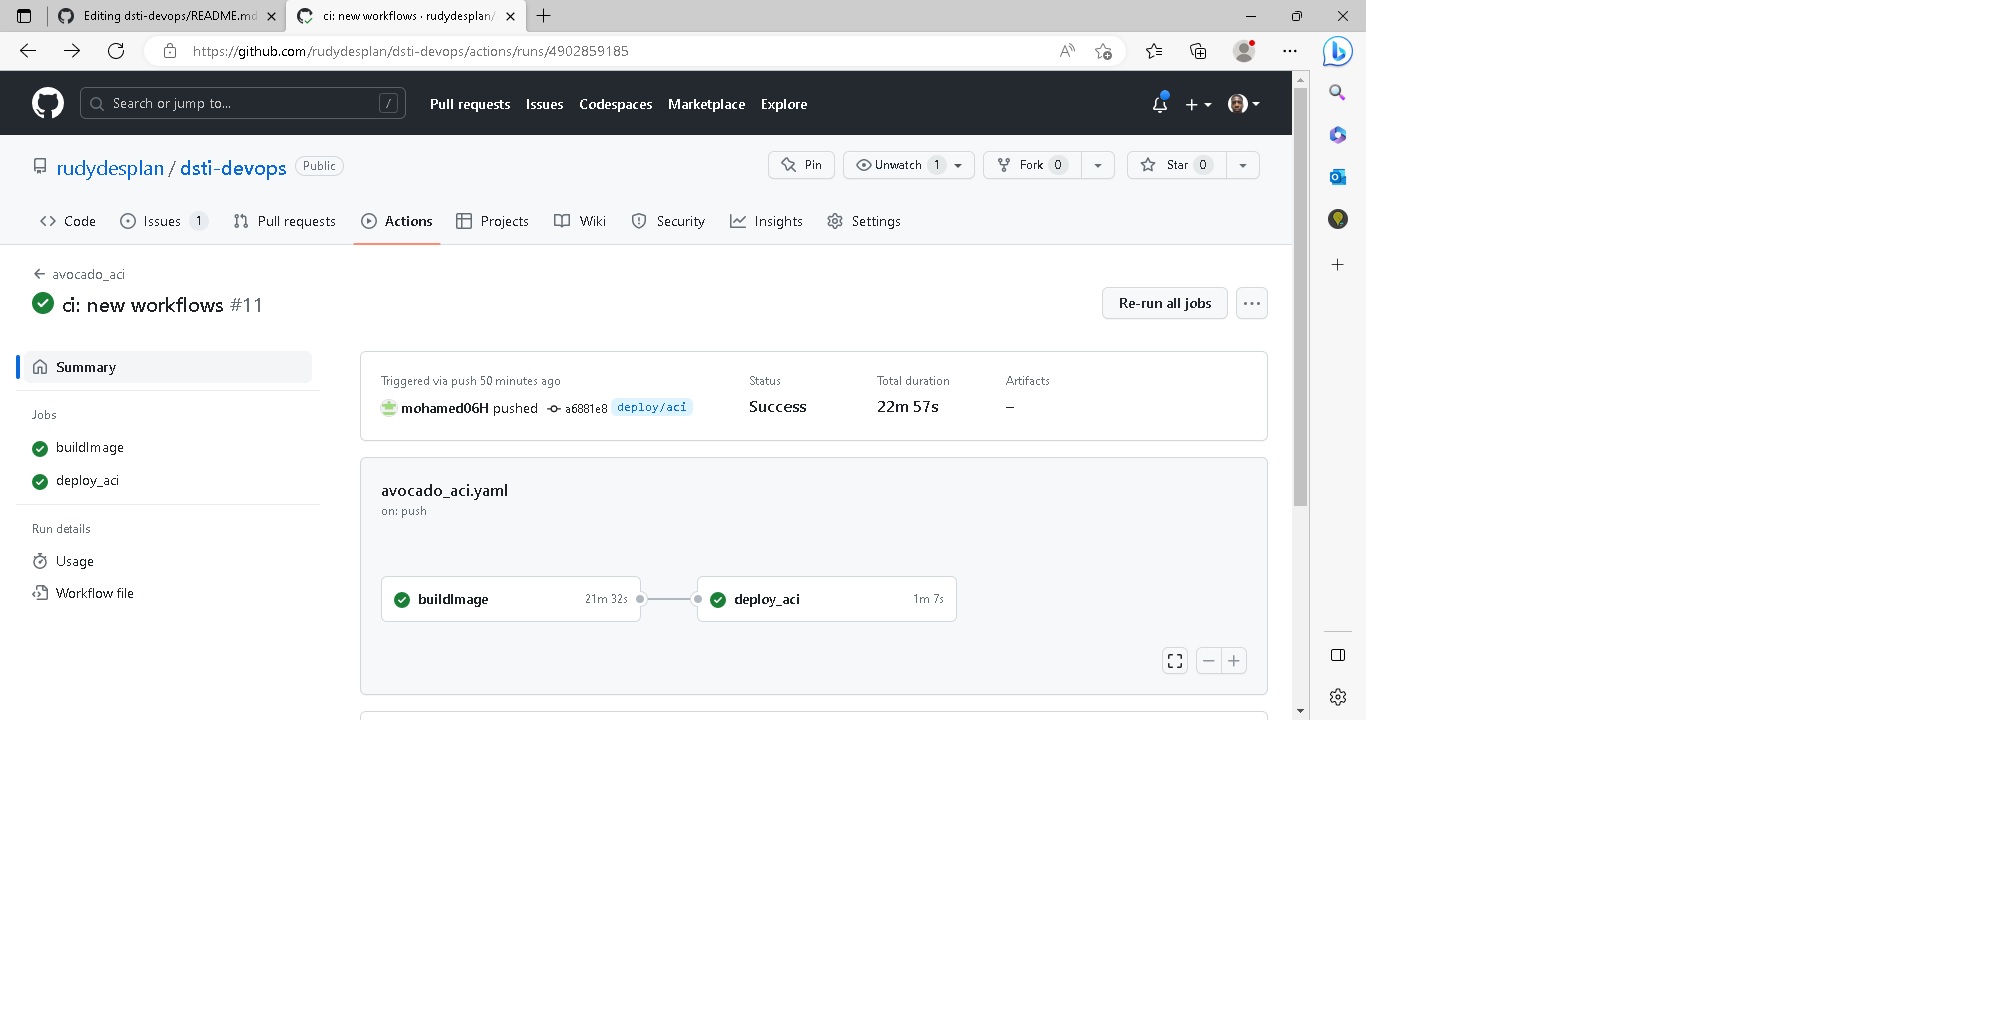 Editing dsti-devops/README.md
ci: new workflows · rudydesplan/
https://github.com/rudydesplan/dsti-devops/actions/runs/4902859185
Search or jump to...
/
Pull requests Issues Codespaces Marketplace Explore
rudydesplan / dsti-devops Public
Pin Unwatch 1 Fork 0 Star 0
Code Issues 1 Pull requests Actions Projects Wiki Security Insights Settings
avocado_aci
ci: new workflows #11
Re-run all jobs
Summary
Jobs
buildImage
deploy_aci
Run details
Usage
Workflow file
Triggered via push 50 minutes ago
mohamed06H pushed a6881e8 deploy/aci
Status
Success
Total duration
22m 57s
Artifacts
–
avocado_aci.yaml
on: push
buildImage 21m 32s
deploy_aci 1m 7s